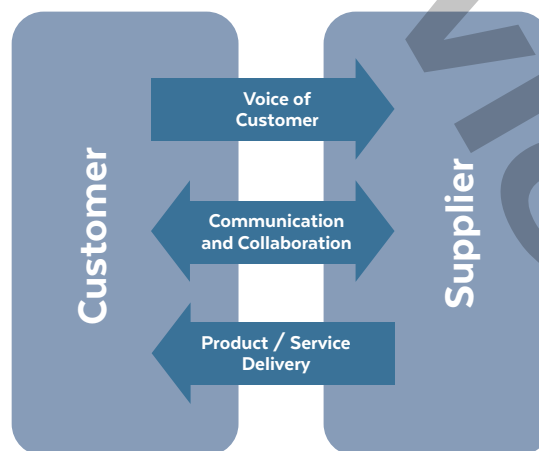 Customer
Voice of
Customer
Communication
and Collaboration
Product / Service
Delivery
Supplier